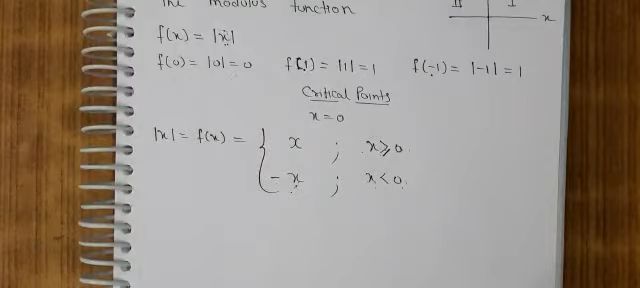 The modulus function
II I
x
f(x) = |x|
f(0) = |0| = 0 f(1) = |1| = 1 f(-1) = |-1| = 1
Critical Points
x = 0
|x| = f(x) = { x ; x ≥ 0
- x ; x < 0